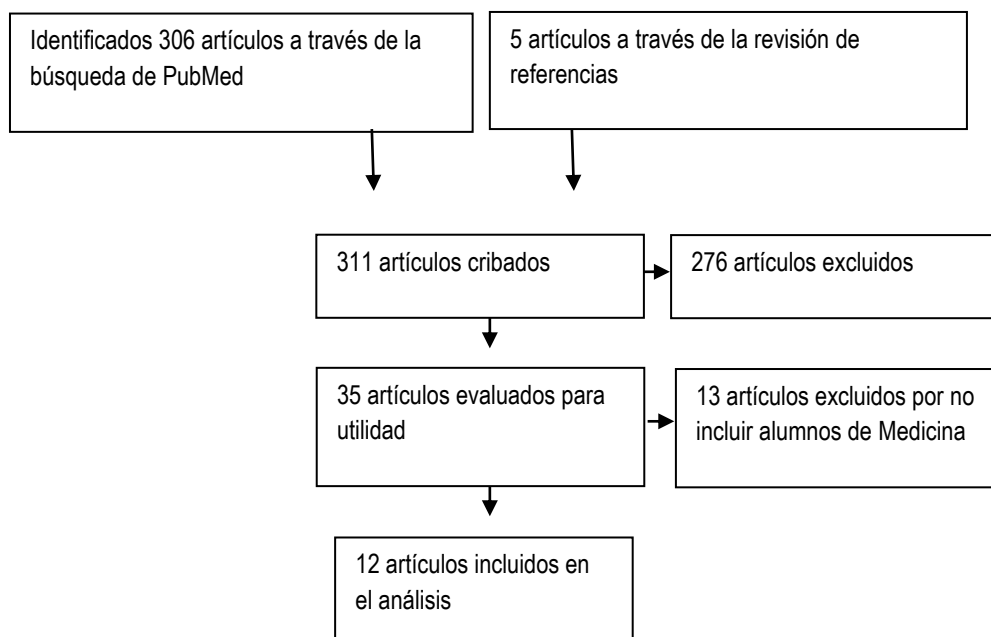 Identificados 306 artículos a través de la
búsqueda de PubMed
5 artículos a través de la revisión de
referencias
311 artículos cribados
276 artículos excluidos
35 artículos evaluados para
utilidad
13 artículos excluidos por no
incluir alumnos de Medicina
12 artículos incluidos en
el análisis